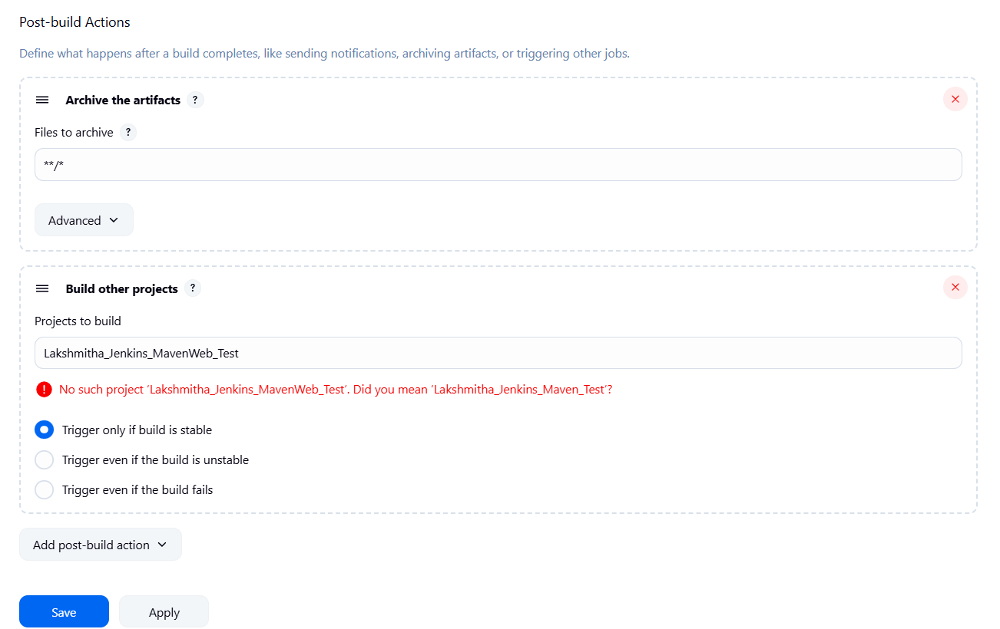 Post-build Actions
Define what happens after a build completes, like sending notifications, archiving artifacts, or triggering other jobs.
Archive the artifacts ?
Files to archive ?
**/*
Advanced
Build other projects ?
Projects to build
Lakshmitha_Jenkins_MavenWeb_Test
No such project ‘Lakshmitha_Jenkins_MavenWeb_Test’. Did you mean ‘Lakshmitha_Jenkins_Maven_Test’?
Trigger only if build is stable
Trigger even if the build is unstable
Trigger even if the build fails
Add post-build action
Save Apply